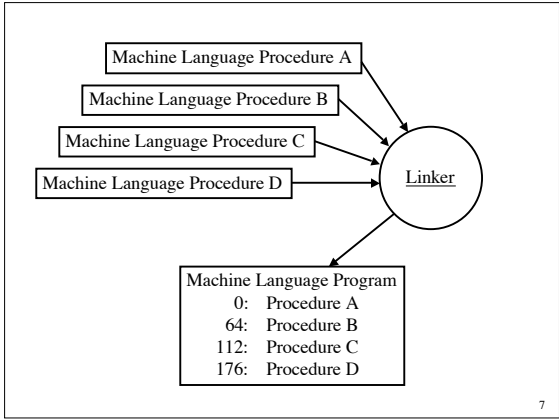 Machine Language Procedure A
Machine Language Procedure B
Machine Language Procedure C
Machine Language Procedure D
Linker
Machine Language Program
0: Procedure A
64: Procedure B
112: Procedure C
176: Procedure D
7